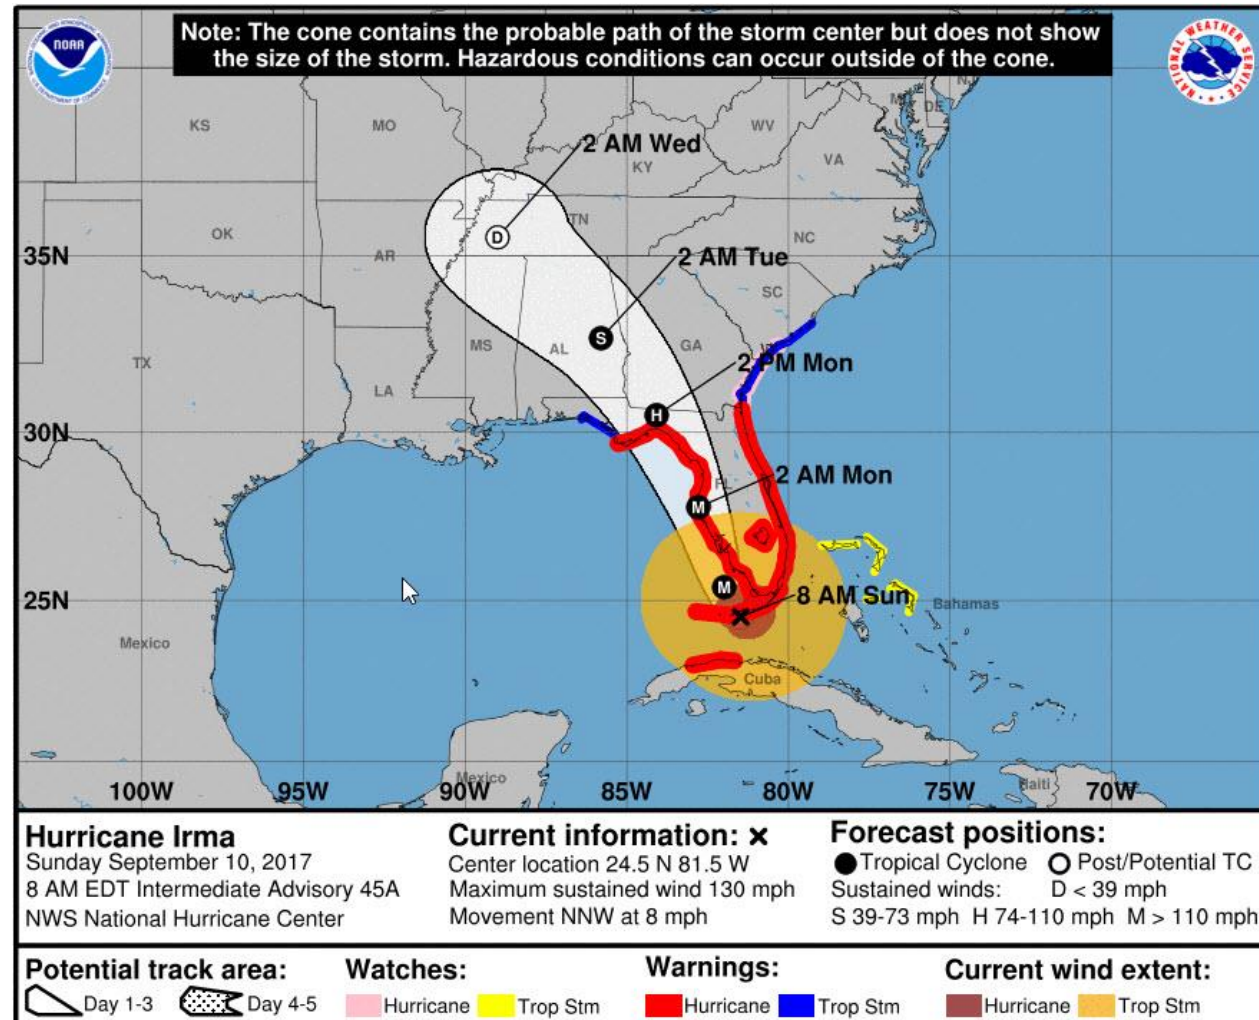 Note: The cone contains the probable path of the storm center but does not show
the size of the storm. Hazardous conditions can occur outside of the cone.
NOAA
NATIONAL WEATHER SERVICE
KS
MO
WV
DE
2 AM Wed
KY
VA
OK
TN
NC
AR
35N
2 AM Tue
SC
TX
MS
AL
GA
2 PM Mon
LA
30N
FL
2 AM Mon
25N
8 AM Sun
Bahamas
Mexico
Cuba
Mexico
Haiti
D
S
H
M
M
100W 95W 90W 85W 80W 75W 70W
Hurricane Irma
Sunday September 10, 2017
8 AM EDT Intermediate Advisory 45A
NWS National Hurricane Center
Current information: ×
Center location 24.5 N 81.5 W
Maximum sustained wind 130 mph
Movement NNW at 8 mph
Forecast positions:
Tropical Cyclone Post/Potential TC
Sustained winds: D < 39 mph
S 39-73 mph H 74-110 mph M > 110 mph
Potential track area:
Day 1-3 Day 4-5
Watches:
Hurricane Trop Stm
Warnings:
Hurricane Trop Stm
Current wind extent:
Hurricane Trop Stm